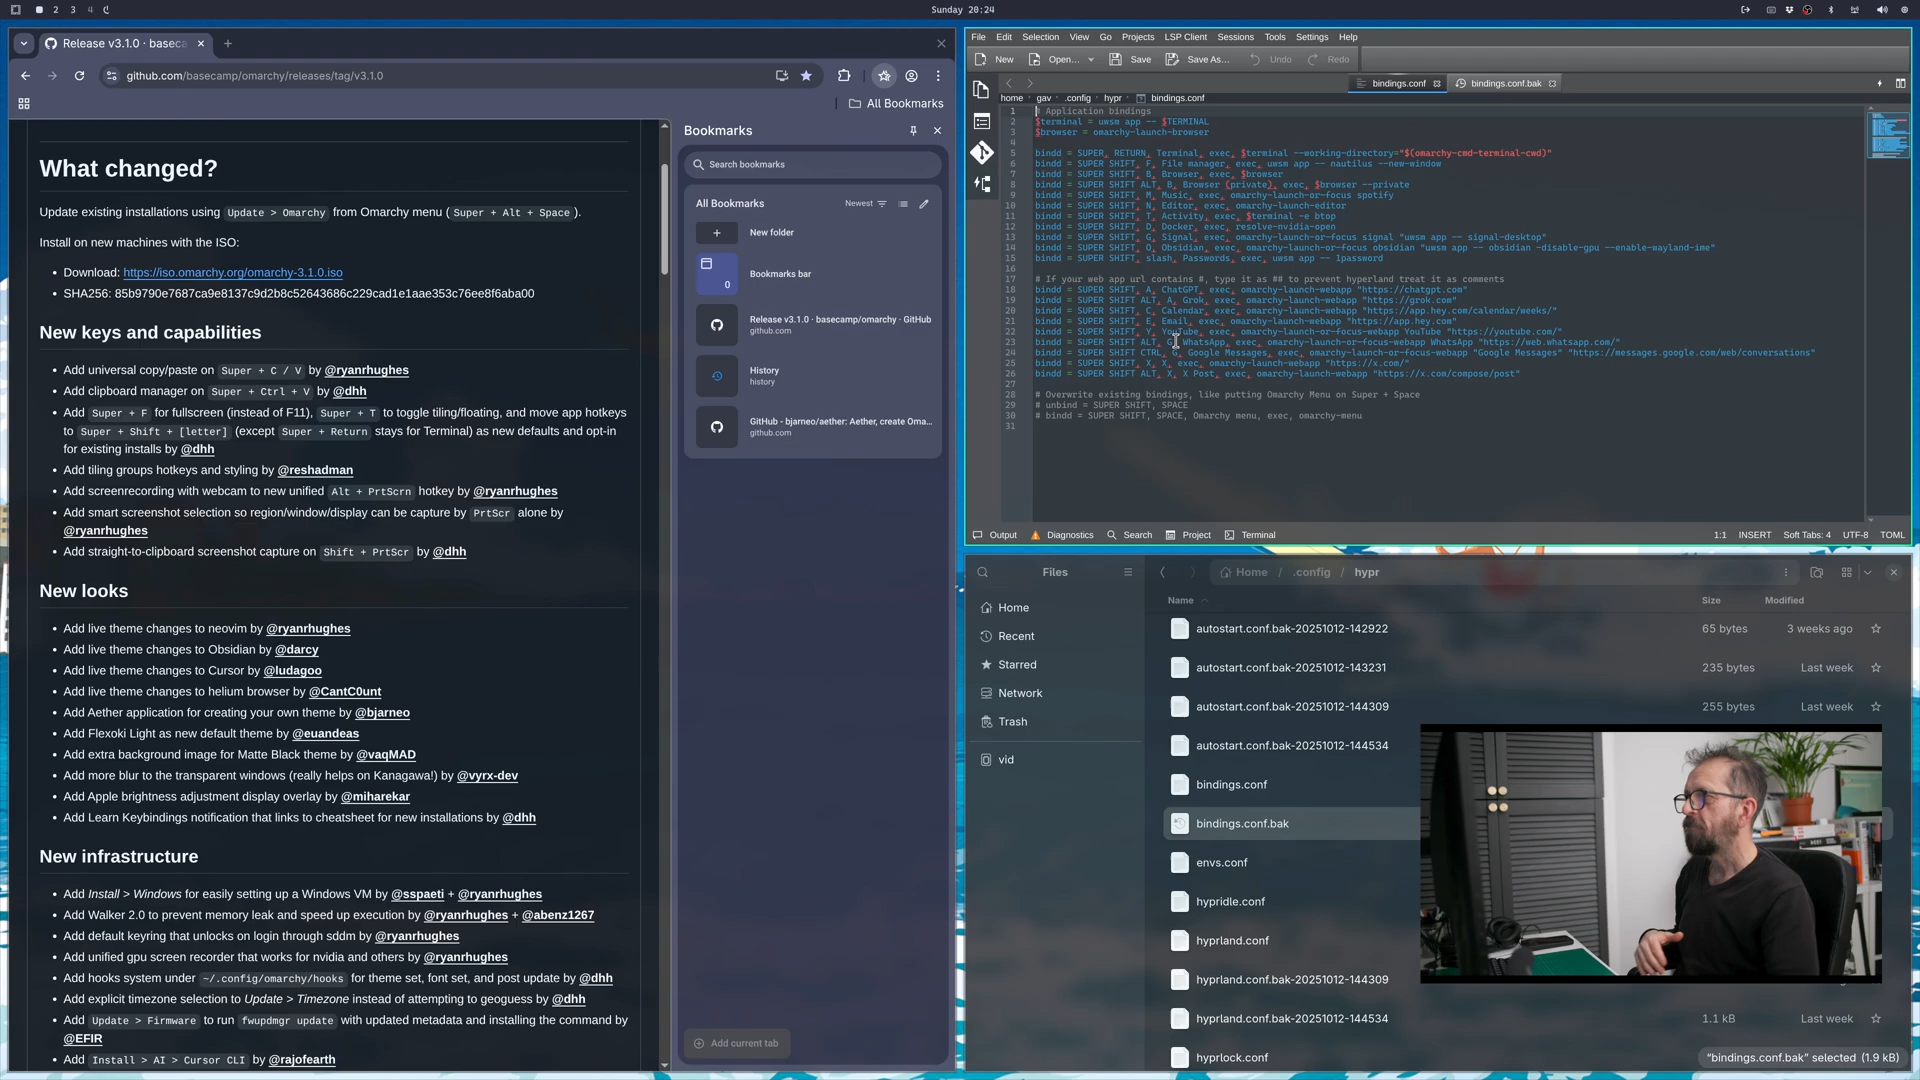 2 3 4
Sunday 20:24
Release v3.1.0 · baseca
github.com/basecamp/omarchy/releases/tag/v3.1.0
All Bookmarks
What changed?
Update existing installations using Update > Omarchy from Omarchy menu ( Super + Alt + Space ).
Install on new machines with the ISO:
• Download: https://iso.omarchy.org/omarchy-3.1.0.iso
• SHA256: 85b9790e7687ca9e8137c9d2b8c52643686c229cad1e1aae353c76ee8f6aba00
New keys and capabilities
• Add universal copy/paste on Super + C / V by @ryanrhughes
• Add clipboard manager on Super + Ctrl + V by @dhh
• Add Super + F for fullscreen (instead of F11), Super + T to toggle tiling/floating, and move app hotkeys
to Super + Shift + [letter] (except Super + Return stays for Terminal) as new defaults and opt-in
for existing installs by @dhh
• Add tiling groups hotkeys and styling by @reshadman
• Add screenrecording with webcam to new unified Alt + PrtScrn hotkey by @ryanrhughes
• Add smart screenshot selection so region/window/display can be capture by PrtScr alone by
@ryanrhughes
• Add straight-to-clipboard screenshot capture on Shift + PrtScr by @dhh
New looks
• Add live theme changes to neovim by @ryanrhughes
• Add live theme changes to Obsidian by @darcy
• Add live theme changes to Cursor by @ludagoo
• Add live theme changes to helium browser by @CantC0unt
• Add Aether application for creating your own theme by @bjarneo
• Add Flexoki Light as new default theme by @euandeas
• Add extra background image for Matte Black theme by @vaqMAD
• Add more blur to the transparent windows (really helps on Kanagawa!) by @vyrx-dev
• Add Apple brightness adjustment display overlay by @miharekar
• Add Learn Keybindings notification that links to cheatsheet for new installations by @dhh
New infrastructure
• Add Install > Windows for easily setting up a Windows VM by @sspaeti + @ryanrhughes
• Add Walker 2.0 to prevent memory leak and speed up execution by @ryanrhughes + @abenz1267
• Add default keyring that unlocks on login through sddm by @ryanrhughes
• Add unified gpu screen recorder that works for nvidia and others by @ryanrhughes
• Add hooks system under ~/.config/omarchy/hooks for theme set, font set, and post update by @dhh
• Add explicit timezone selection to Update > Timezone instead of attempting to geoguess by @dhh
• Add Update > Firmware to run fwupdmgr update with updated metadata and installing the command by
@EFIR
• Add Install > AI > Cursor CLI by @rajofearth
Bookmarks
Search bookmarks
All Bookmarks Newest
New folder
Bookmarks bar
0
Release v3.1.0 · basecamp/omarchy · GitHub
github.com
History
history
GitHub - bjarneo/aether: Aether, create Oma...
github.com
Add current tab
File Edit Selection View Go Projects LSP Client Sessions Tools Settings Help
New Open... Save Save As... Undo Redo
bindings.conf bindings.conf.bak
home gav .config hypr bindings.conf
1 # Application bindings
2 $terminal = uwsm app -- $TERMINAL
3 $browser = omarchy-launch-browser
4
5 bindd = SUPER, RETURN, Terminal, exec, $terminal --working-directory="$(omarchy-cmd-terminal-cwd)"
6 bindd = SUPER SHIFT, F, File manager, exec, uwsm app -- nautilus --new-window
7 bindd = SUPER SHIFT, B, Browser, exec, $browser
8 bindd = SUPER SHIFT ALT, B, Browser (private), exec, $browser --private
9 bindd = SUPER SHIFT, M, Music, exec, omarchy-launch-or-focus spotify
10 bindd = SUPER SHIFT, N, Editor, exec, omarchy-launch-editor
11 bindd = SUPER SHIFT, T, Activity, exec, $terminal -e btop
12 bindd = SUPER SHIFT, D, Docker, exec, resolve-nvidia-open
13 bindd = SUPER SHIFT, G, Signal, exec, omarchy-launch-or-focus signal "uwsm app -- signal-desktop"
14 bindd = SUPER SHIFT, O, Obsidian, exec, omarchy-launch-or-focus obsidian "uwsm app -- obsidian -disable-gpu --enable-wayland-ime"
15 bindd = SUPER SHIFT, slash, Passwords, exec, uwsm app -- 1password
16
17 # If your web app url contains #, type it as ## to prevent hyperland treat it as comments
18 bindd = SUPER SHIFT, A, ChatGPT, exec, omarchy-launch-webapp "https://chatgpt.com"
19 bindd = SUPER SHIFT ALT, A, Grok, exec, omarchy-launch-webapp "https://grok.com"
20 bindd = SUPER SHIFT, C, Calendar, exec, omarchy-launch-webapp "https://app.hey.com/calendar/weeks/"
21 bindd = SUPER SHIFT, E, Email, exec, omarchy-launch-webapp "https://app.hey.com"
22 bindd = SUPER SHIFT, Y, YouTube, exec, omarchy-launch-or-focus-webapp YouTube "https://youtube.com/"
23 bindd = SUPER SHIFT ALT, G, WhatsApp, exec, omarchy-launch-or-focus-webapp WhatsApp "https://web.whatsapp.com/"
24 bindd = SUPER SHIFT CTRL, G, Google Messages, exec, omarchy-launch-or-focus-webapp "Google Messages" "https://messages.google.com/web/conversations"
25 bindd = SUPER SHIFT, X, X, exec, omarchy-launch-webapp "https://x.com/"
26 bindd = SUPER SHIFT ALT, X, X Post, exec, omarchy-launch-webapp "https://x.com/compose/post"
27
28 # Overwrite existing bindings, like putting Omarchy Menu on Super + Space
29 # unbind = SUPER SHIFT, SPACE
30 # bindd = SUPER SHIFT, SPACE, Omarchy menu, exec, omarchy-menu
31
Output Diagnostics Search Project Terminal 1:1 INSERT Soft Tabs: 4 UTF-8 TOML
Files
Home
Recent
Starred
Network
Trash
vid
Home / .config / hypr
Name Size Modified
autostart.conf.bak-20251012-142922 65 bytes 3 weeks ago
autostart.conf.bak-20251012-143231 235 bytes Last week
autostart.conf.bak-20251012-144309 255 bytes Last week
autostart.conf.bak-20251012-144534
bindings.conf
bindings.conf.bak
envs.conf
hypridle.conf
hyprland.conf
hyprland.conf.bak-20251012-144309
hyprland.conf.bak-20251012-144534 1.1 kB Last week
hyprlock.conf
"bindings.conf.bak" selected (1.9 kB)